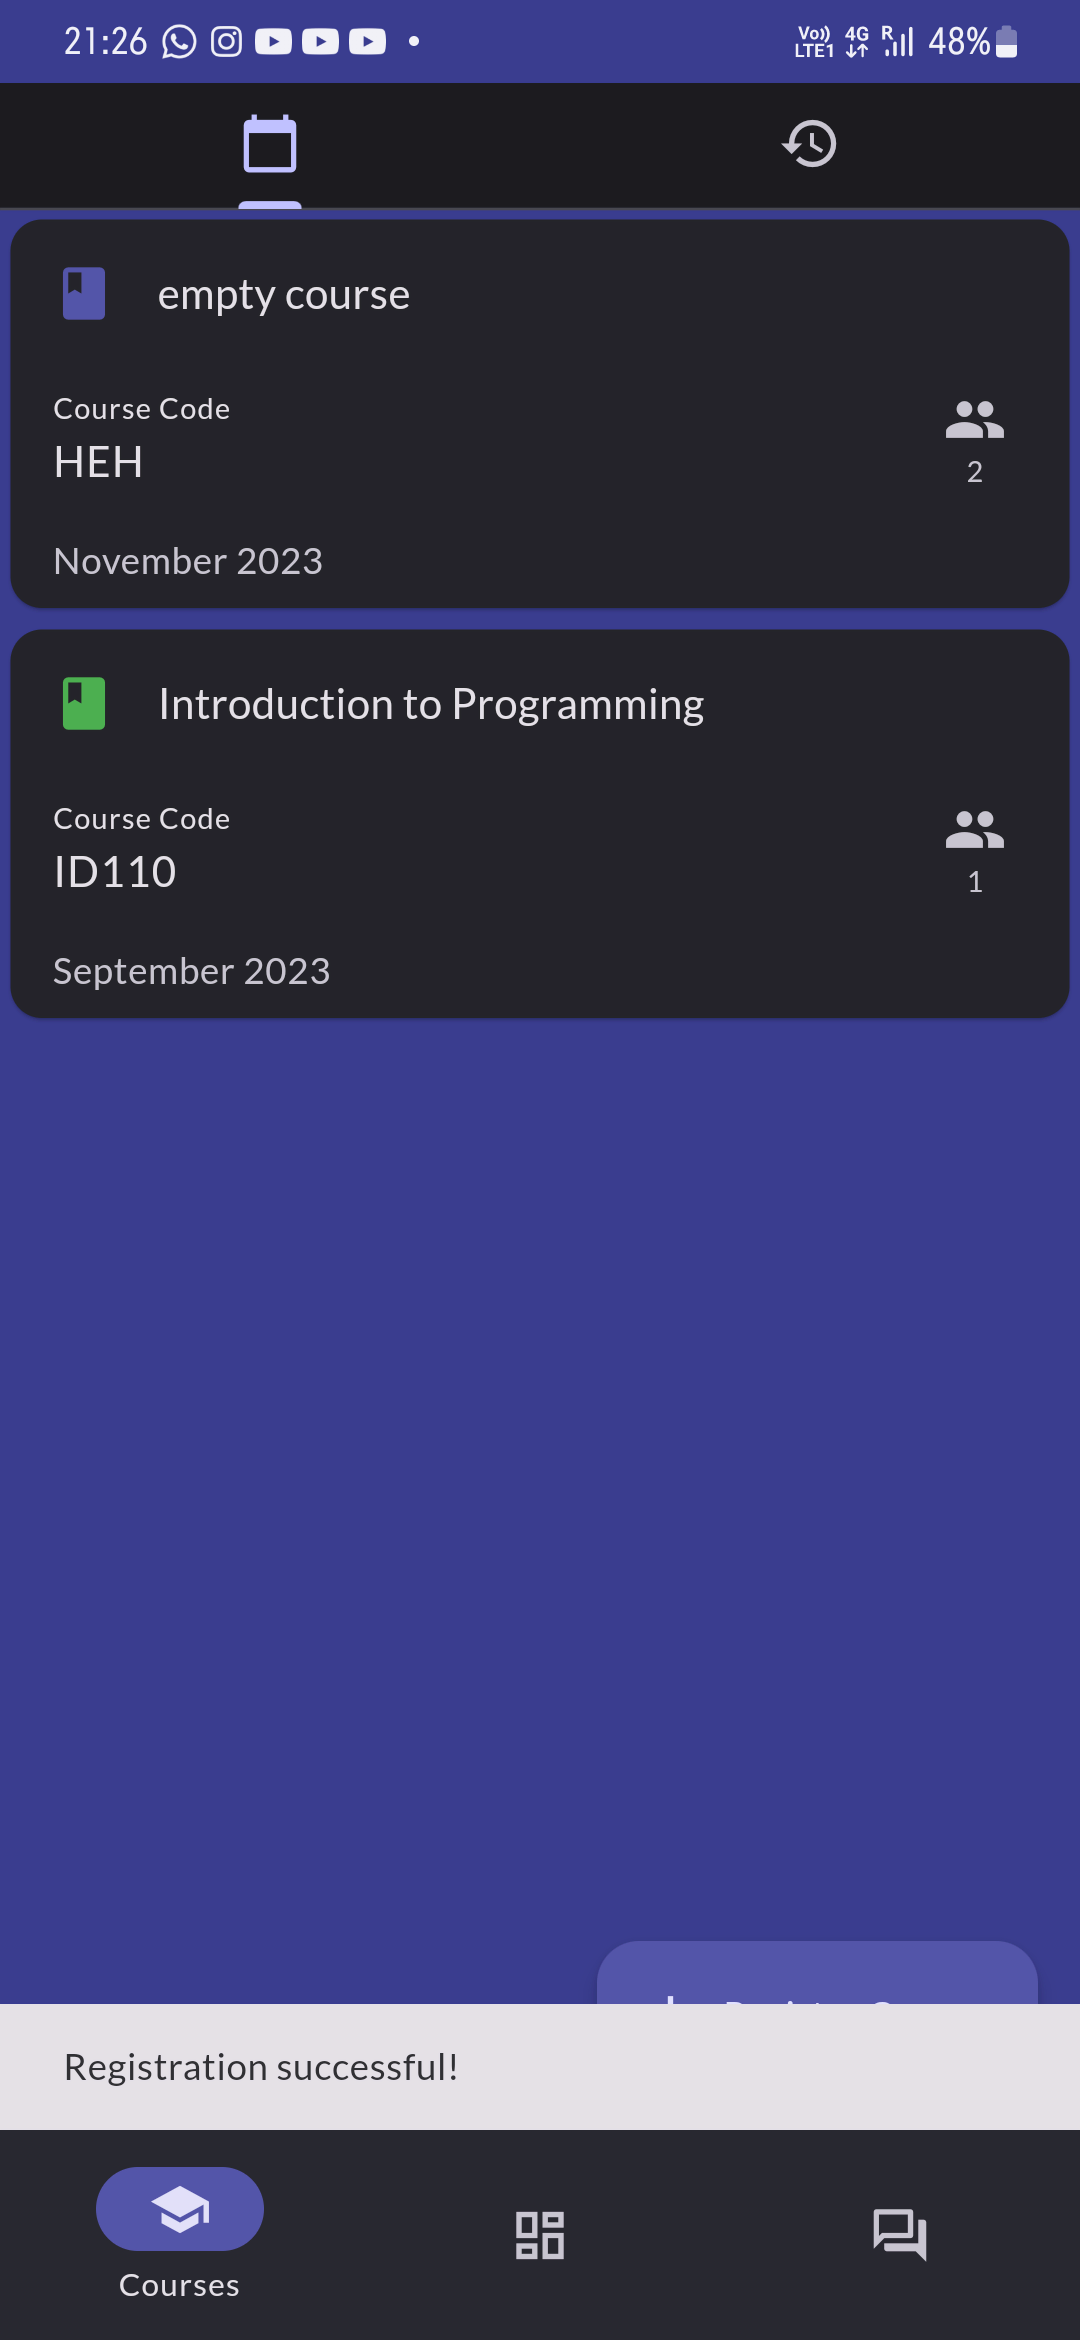 21:26
Vo)) LTE1 4G R 48%
empty course
Course Code
HEH
2
November 2023
Introduction to Programming
Course Code
ID110
1
September 2023
Registration successful!
Courses